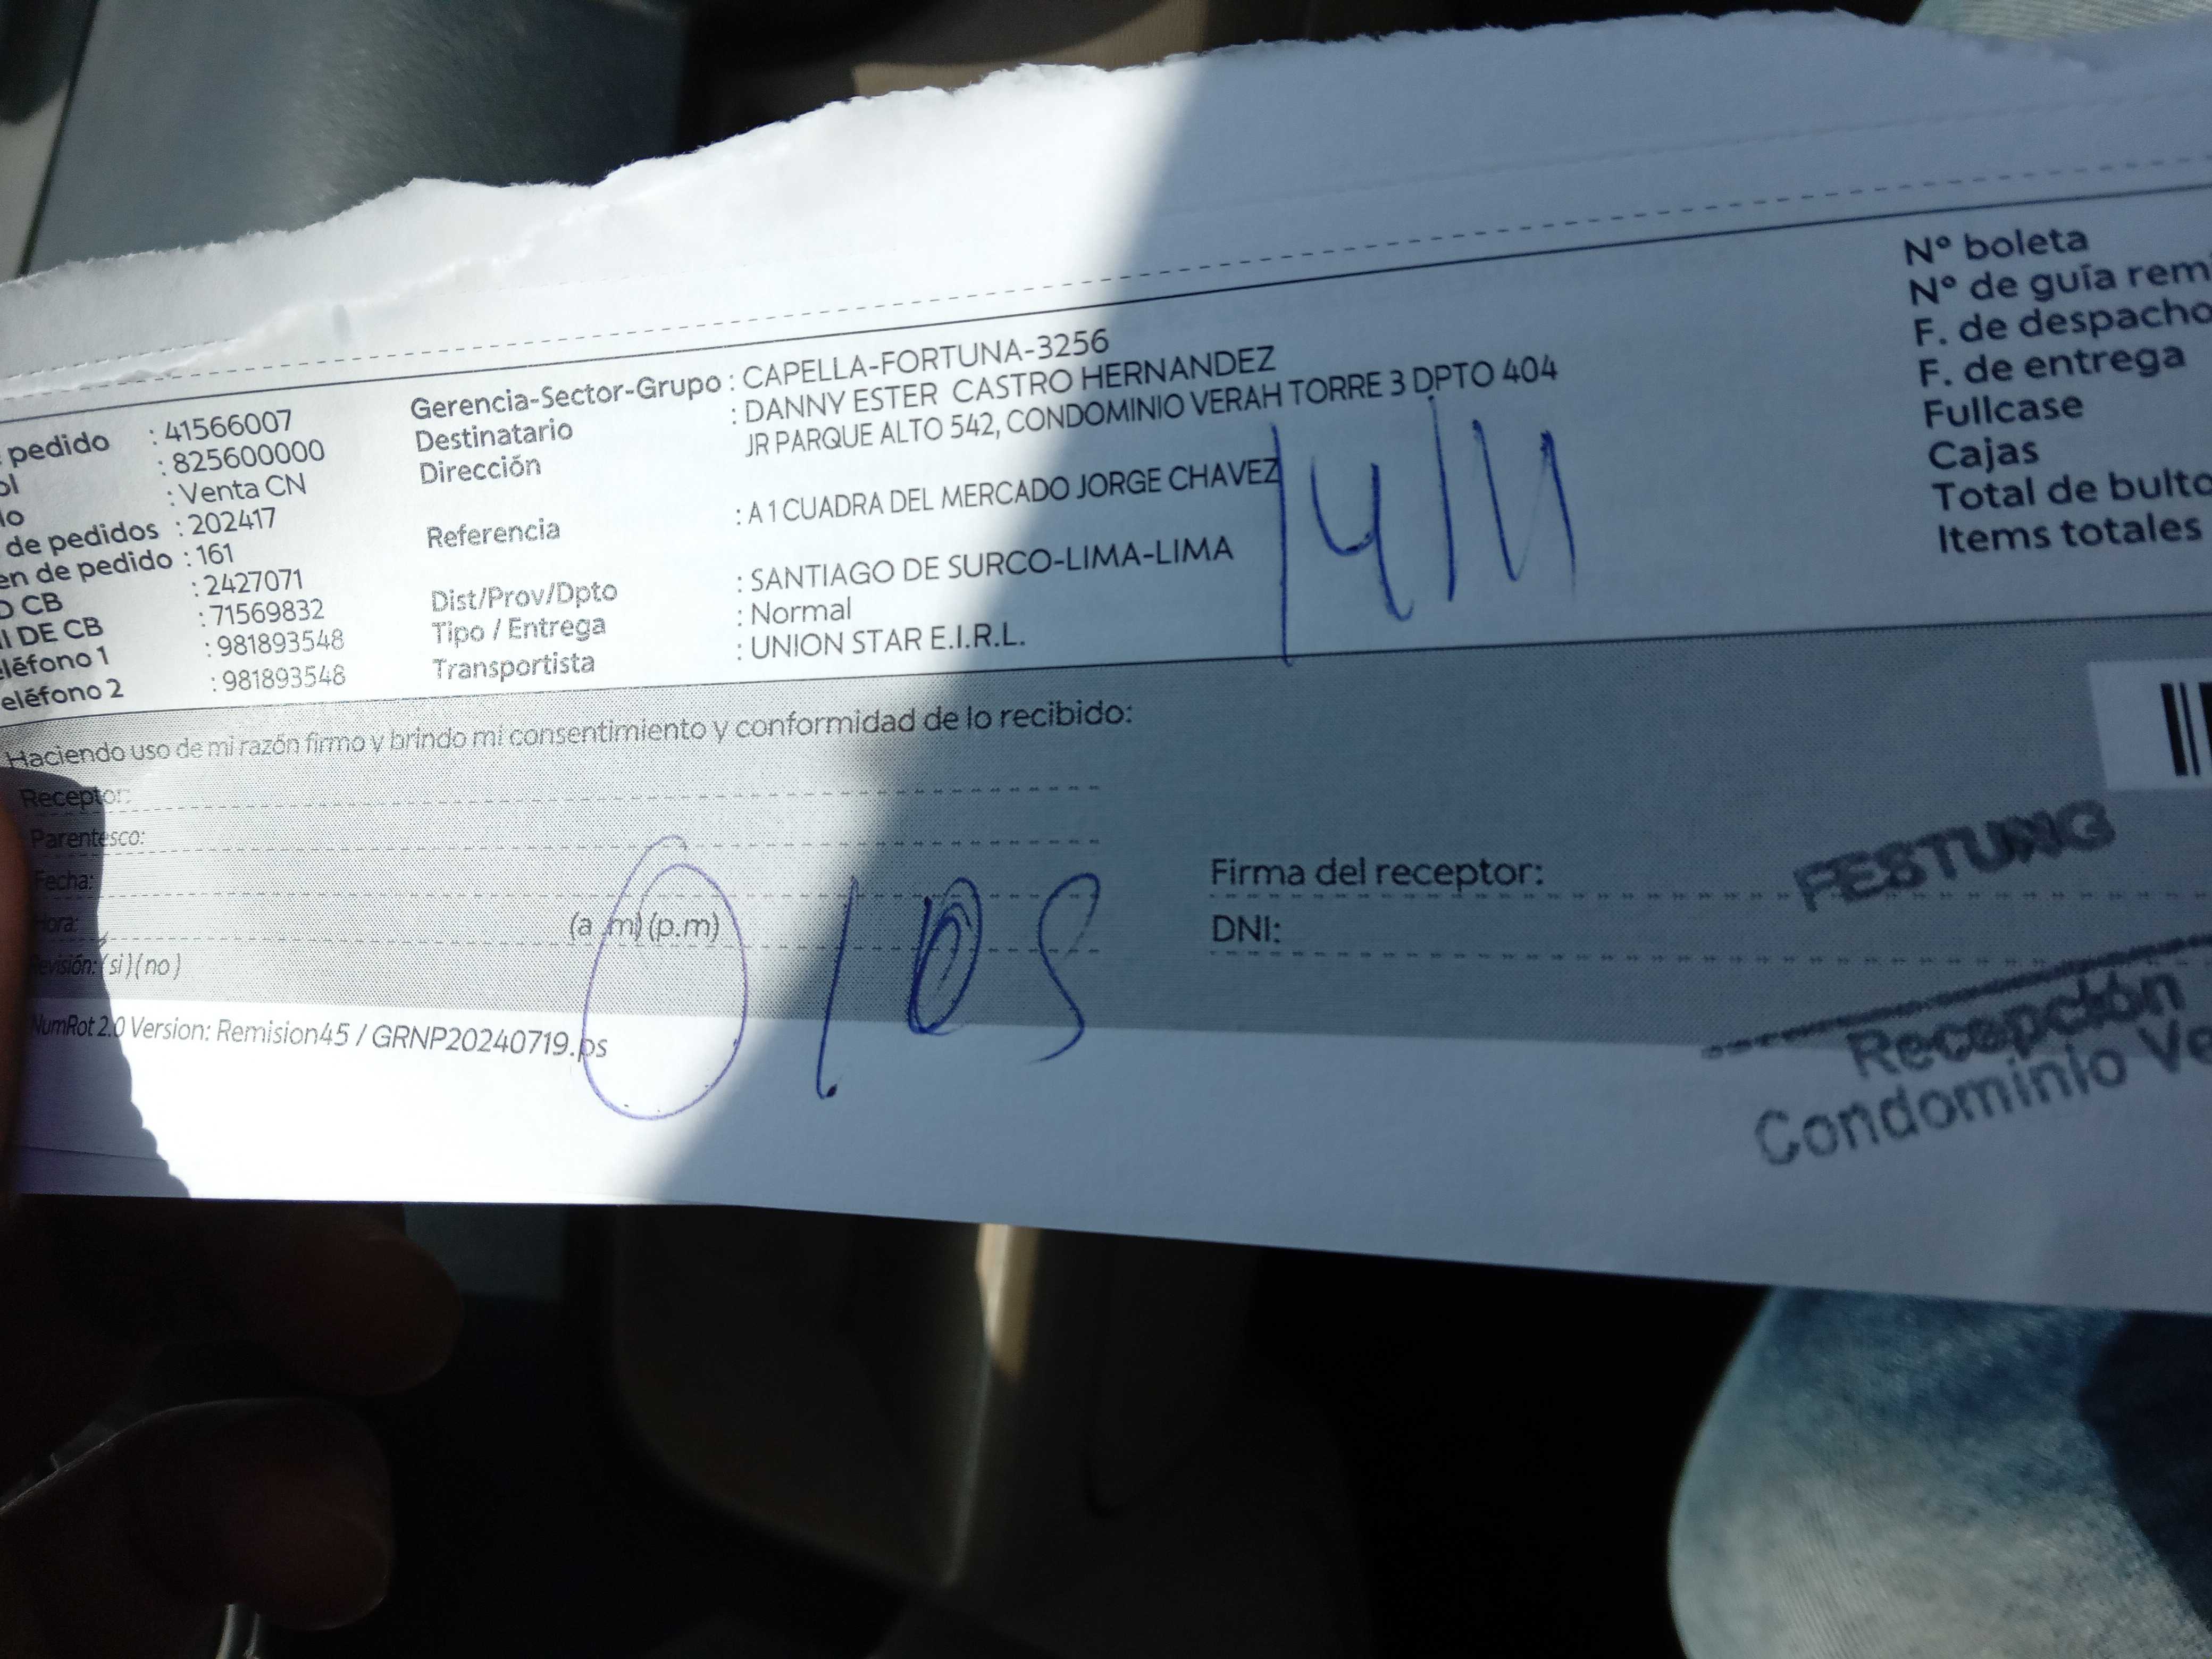 pedido : 41566007
: 825600000
: Venta CN
de pedidos : 202417
en de pedido : 161
CB : 2427071
DE CB : 71569832
eléfono 1 : 981893548
eléfono 2 : 981893548
Gerencia-Sector-Grupo : CAPELLA-FORTUNA-3256
Destinatario : DANNY ESTER CASTRO HERNANDEZ
Dirección JR PARQUE ALTO 542, CONDOMINIO VERAH TORRE 3 DPTO 404
Referencia : A 1 CUADRA DEL MERCADO JORGE CHAVEZ
Dist/Prov/Dpto : SANTIAGO DE SURCO-LIMA-LIMA
Tipo / Entrega : Normal
Transportista : UNION STAR E.I.R.L.
14/11
N° boleta
N° de guía rem
F. de despacho
F. de entrega
Fullcase
Cajas
Total de bulto
Items totales
Haciendo uso de mi razón firmo y brindo mi consentimiento y conformidad de lo recibido:
Receptor:
Parentesco:
Fecha:
Hora: (a .m) (p.m)
Revisión: (si) (no)
Firma del receptor:
DNI:
FESTUNG
Recepción
Condominio Ve
NumRot 2.0 Version: Remision45 / GRNP20240719.ps